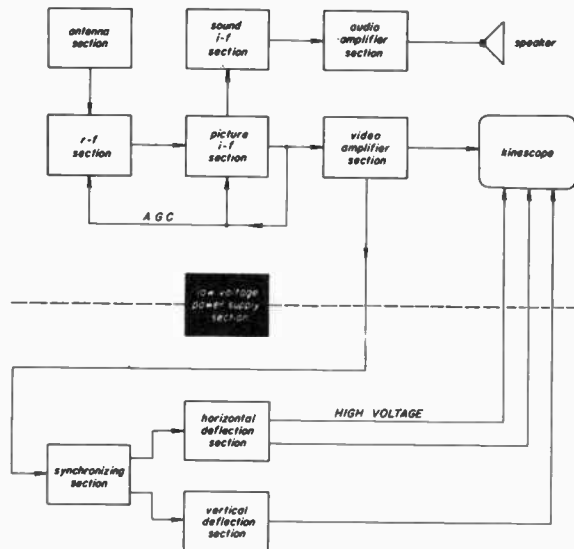 antenna
section
sound
i-f
section
audio
amplifier
section
speaker
r-f
section
picture
i-f
section
video
amplifier
section
kinescope
AGC
low voltage
power supply
section
horizontal
deflection
section
HIGH VOLTAGE
synchronizing
section
vertical
deflection
section